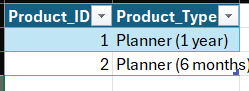 Product_ID Product_Type
1 Planner (1 year)
2 Planner (6 months)